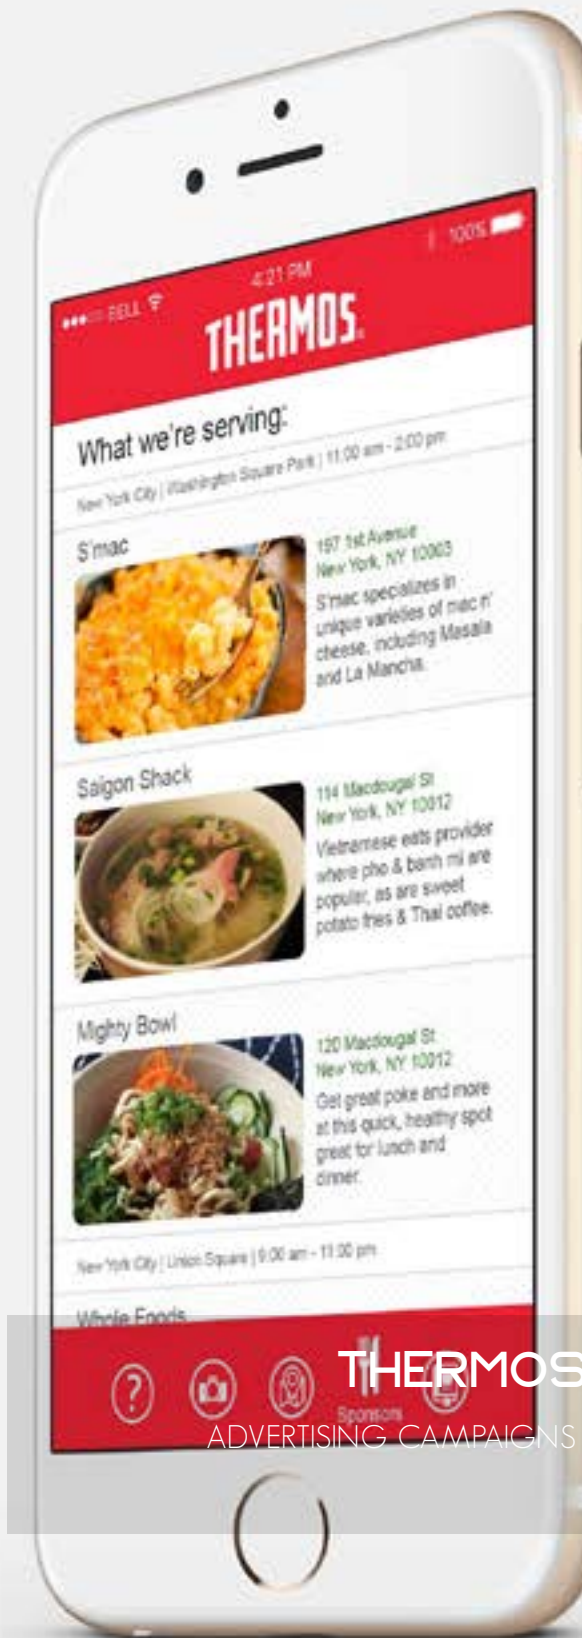 BELL
4:21 PM
100%
THERMOS
What we're serving:
New York City | Washington Square Park | 11:00 am - 2:00 pm
S'mac
197 1st Avenue
New York, NY 10003
S'mac specializes in
unique varieties of mac n'
cheese, including Masala
and La Mancha.
Saigon Shack
114 Macdougal St
New York, NY 10012
Vietnamese eats provider
where pho & banh mi are
popular, as are sweet
potato fries & Thai coffee.
Mighty Bowl
120 Macdougal St
New York, NY 10012
Get great poke and more
at this quick, healthy spot
great for lunch and
dinner.
New York City | Union Square | 9:00 am - 11:00 pm
Whole Foods
?
Sponsors
THERMOS
ADVERTISING CAMPAIGNS